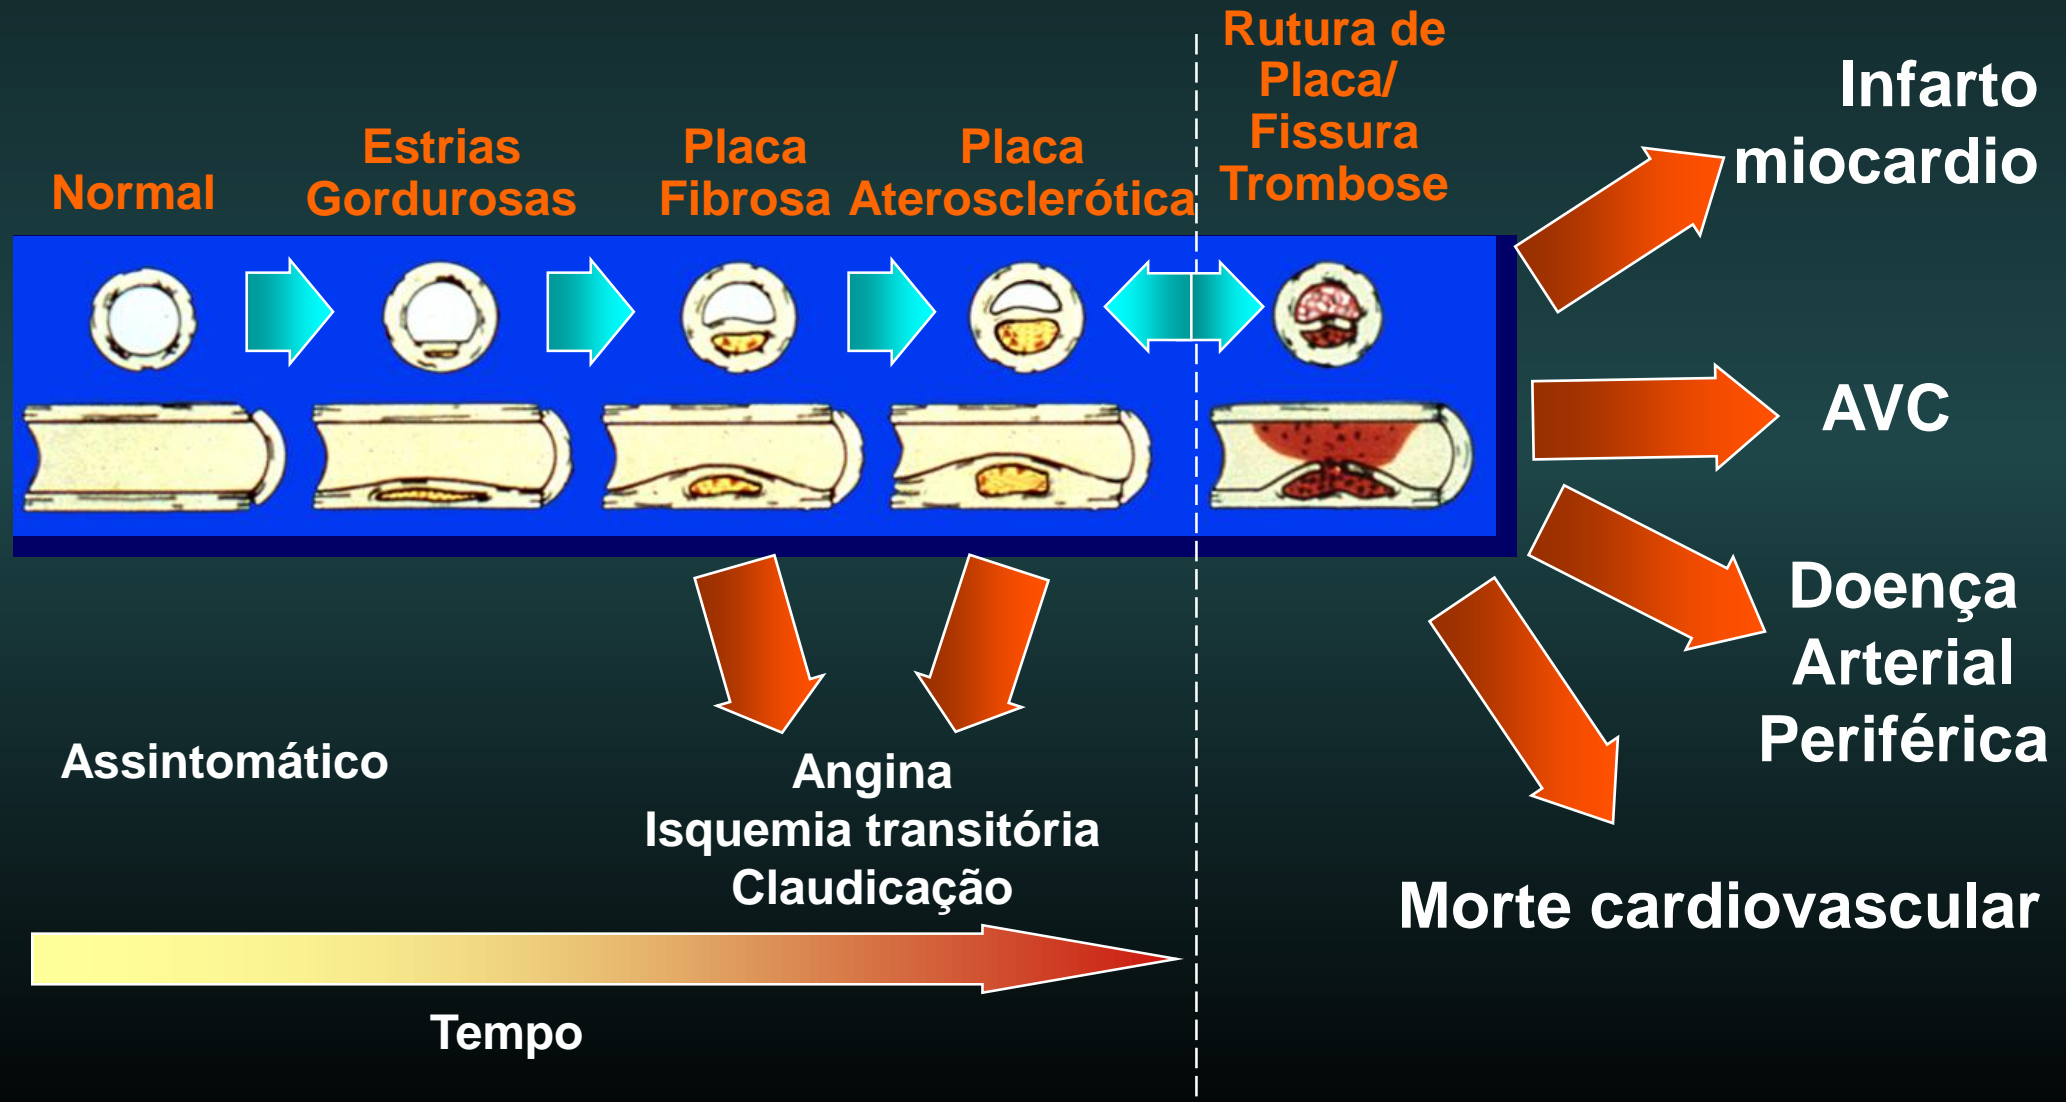 Normal
Estrias
Gordurosas
Placa
Fibrosa
Placa
Aterosclerótica
Rutura de
Placa/
Fissura
Trombose
Infarto
miocardio
AVC
Doença
Arterial
Periférica
Morte cardiovascular
Assintomático
Angina
Isquemia transitória
Claudicação
Tempo